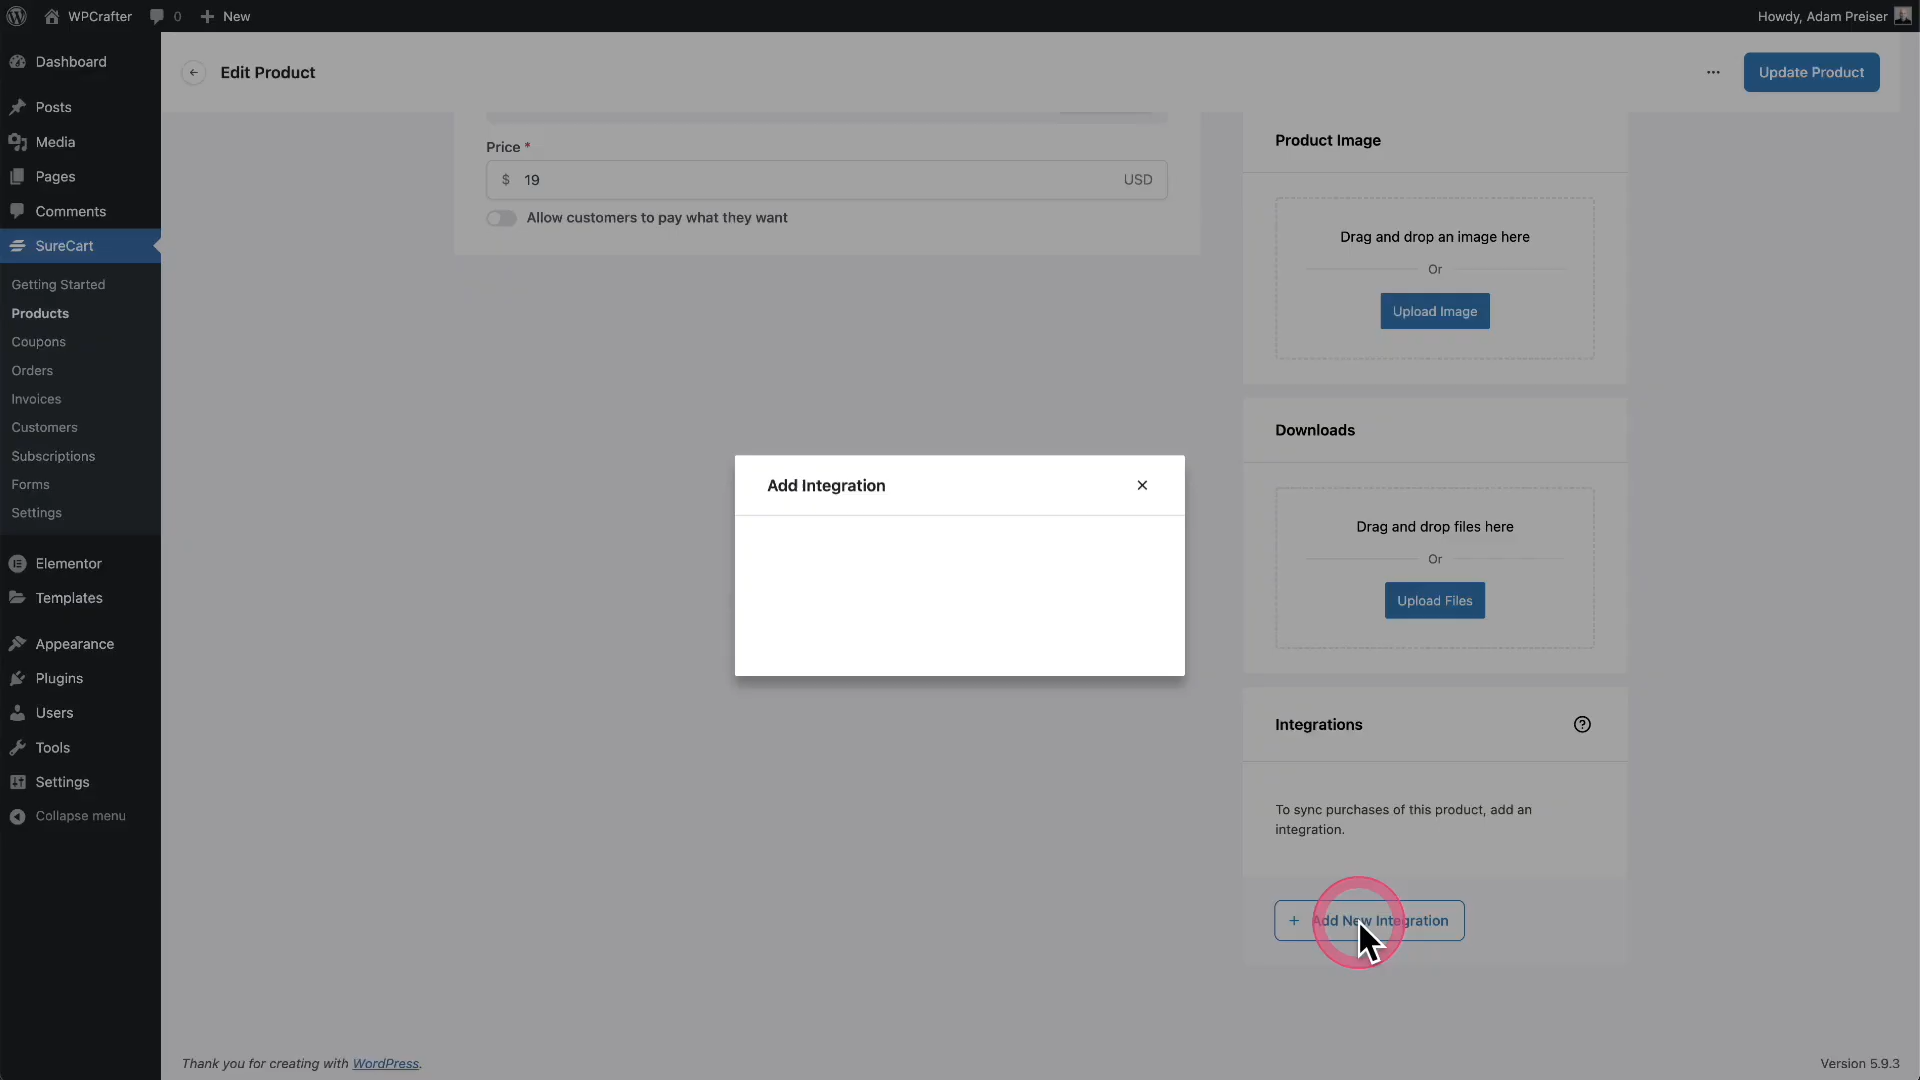 WPCrafter
0
New
Howdy, Adam Preiser
Dashboard
Posts
Media
Pages
Comments
SureCart
Getting Started
Products
Coupons
Orders
Invoices
Customers
Subscriptions
Forms
Settings
Elementor
Templates
Appearance
Plugins
Users
Tools
Settings
Collapse menu
Edit Product
Update Product
Price *
$ 19 USD
Allow customers to pay what they want
Add Integration
Product Image
Drag and drop an image here
Or
Upload Image
Downloads
Drag and drop files here
Or
Upload Files
Integrations
To sync purchases of this product, add an
integration.
+ Add New Integration
Thank you for creating with WordPress.
Version 5.9.3